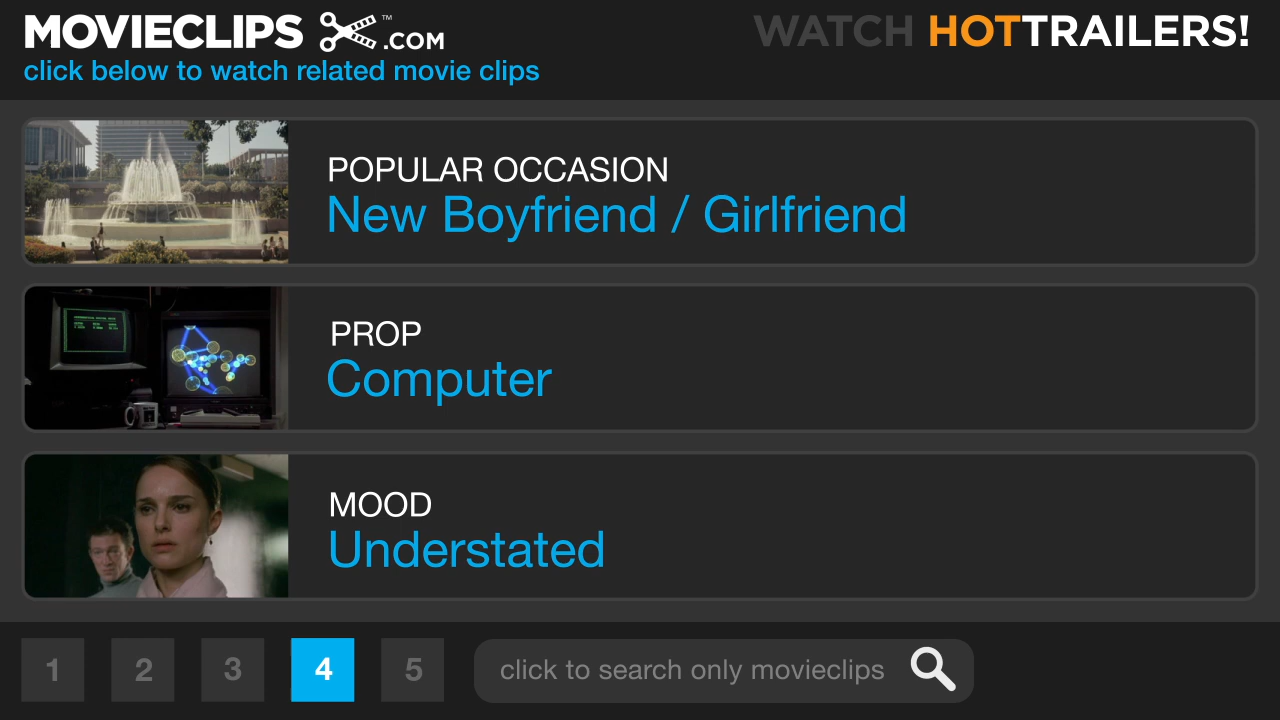 MOVIECLIPS ™ .COM
WATCH HOTTRAILERS!
click below to watch related movie clips
POPULAR OCCASION
New Boyfriend / Girlfriend
PROP
Computer
MOOD
Understated
1 2 3 4 5
click to search only movieclips